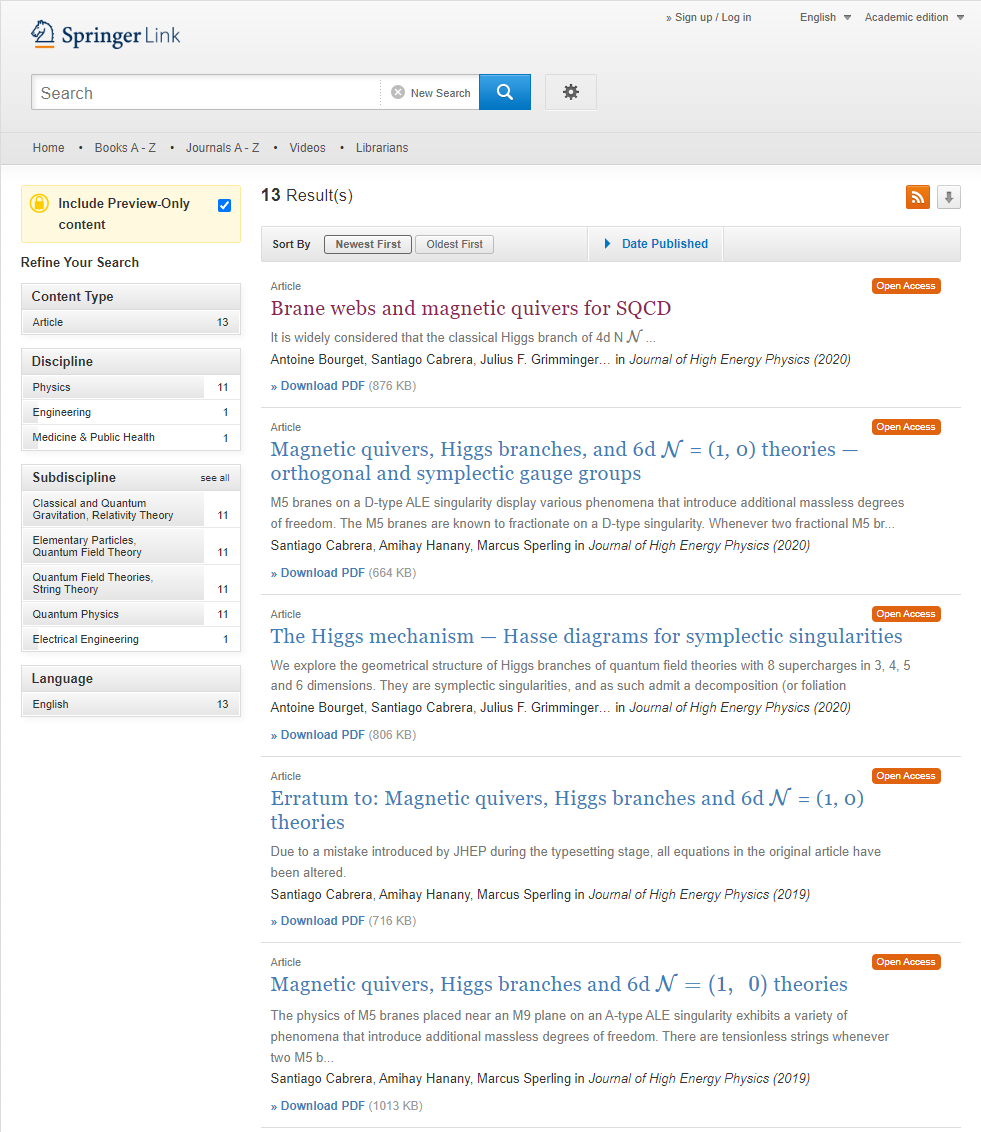 » Sign up / Log in English Academic edition
Springer Link
Search New Search
Home • Books A - Z • Journals A - Z • Videos • Librarians
Include Preview-Only
content
Refine Your Search
Content Type
Article 13
Discipline
Physics 11
Engineering 1
Medicine & Public Health 1
Subdiscipline see all
Classical and Quantum
Gravitation, Relativity Theory 11
Elementary Particles,
Quantum Field Theory 11
Quantum Field Theories,
String Theory 11
Quantum Physics 11
Electrical Engineering 1
Language
English 13
13 Result(s)
Sort By Newest First Oldest First Date Published
Article Open Access
Brane webs and magnetic quivers for SQCD
It is widely considered that the classical Higgs branch of 4d N 𝒩 ...
Antoine Bourget, Santiago Cabrera, Julius F. Grimminger… in Journal of High Energy Physics (2020)
» Download PDF (876 KB)
Article Open Access
Magnetic quivers, Higgs branches, and 6d 𝒩 = (1, 0) theories —
orthogonal and symplectic gauge groups
M5 branes on a D-type ALE singularity display various phenomena that introduce additional massless degrees
of freedom. The M5 branes are known to fractionate on a D-type singularity. Whenever two fractional M5 br...
Santiago Cabrera, Amihay Hanany, Marcus Sperling in Journal of High Energy Physics (2020)
» Download PDF (664 KB)
Article Open Access
The Higgs mechanism — Hasse diagrams for symplectic singularities
We explore the geometrical structure of Higgs branches of quantum field theories with 8 supercharges in 3, 4, 5
and 6 dimensions. They are symplectic singularities, and as such admit a decomposition (or foliation
Antoine Bourget, Santiago Cabrera, Julius F. Grimminger… in Journal of High Energy Physics (2020)
» Download PDF (806 KB)
Article Open Access
Erratum to: Magnetic quivers, Higgs branches and 6d 𝒩 = (1, 0)
theories
Due to a mistake introduced by JHEP during the typesetting stage, all equations in the original article have
been altered.
Santiago Cabrera, Amihay Hanany, Marcus Sperling in Journal of High Energy Physics (2019)
» Download PDF (716 KB)
Article Open Access
Magnetic quivers, Higgs branches and 6d 𝒩 = (1, 0) theories
The physics of M5 branes placed near an M9 plane on an A-type ALE singularity exhibits a variety of
phenomena that introduce additional massless degrees of freedom. There are tensionless strings whenever
two M5 b...
Santiago Cabrera, Amihay Hanany, Marcus Sperling in Journal of High Energy Physics (2019)
» Download PDF (1013 KB)